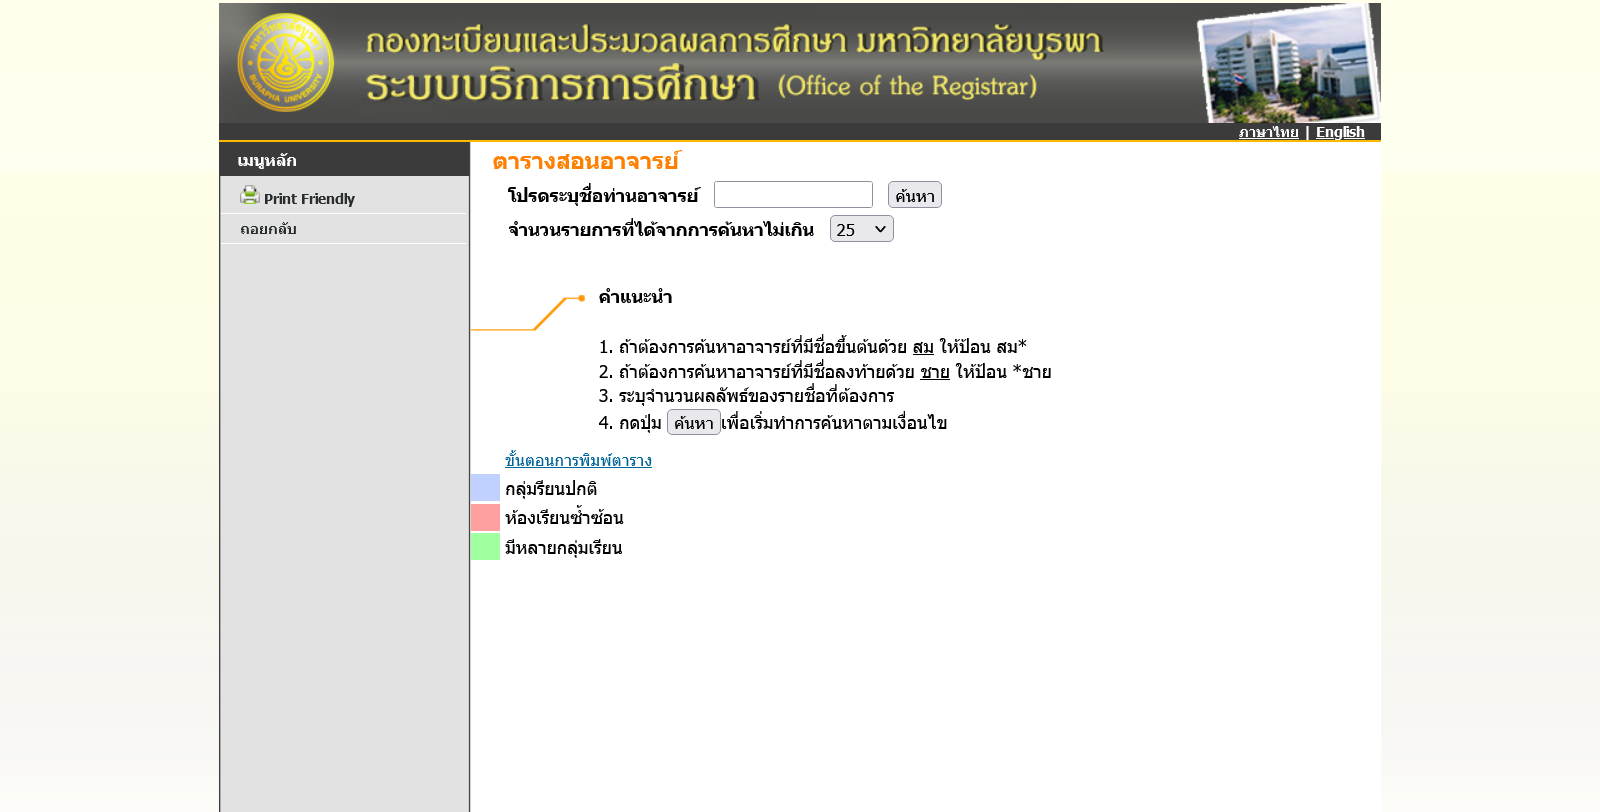 กองทะเบียนและประมวลผลการศึกษา มหาวิทยาลัยบูรพา
ระบบบริการการศึกษา (Office of the Registrar)
มหาวิทยาลัยบูรพา
BURAPHA UNIVERSITY
ภาษาไทย | English
เมนูหลัก
Print Friendly
ถอยกลับ
ตารางสอนอาจารย์
โปรดระบุชื่อท่านอาจารย์ ค้นหา
จำนวนรายการที่ได้จากการค้นหาไม่เกิน 25
คำแนะนำ
1. ถ้าต้องการค้นหาอาจารย์ที่มีชื่อขึ้นต้นด้วย สม ให้ป้อน สม*
2. ถ้าต้องการค้นหาอาจารย์ที่มีชื่อลงท้ายด้วย ชาย ให้ป้อน *ชาย
3. ระบุจำนวนผลลัพธ์ของรายชื่อที่ต้องการ
4. กดปุ่ม ค้นหา เพื่อเริ่มทำการค้นหาตามเงื่อนไข
ขั้นตอนการพิมพ์ตาราง
กลุ่มรียนปกติ
ห้องเรียนซ้ำซ้อน
มีหลายกลุ่มเรียน